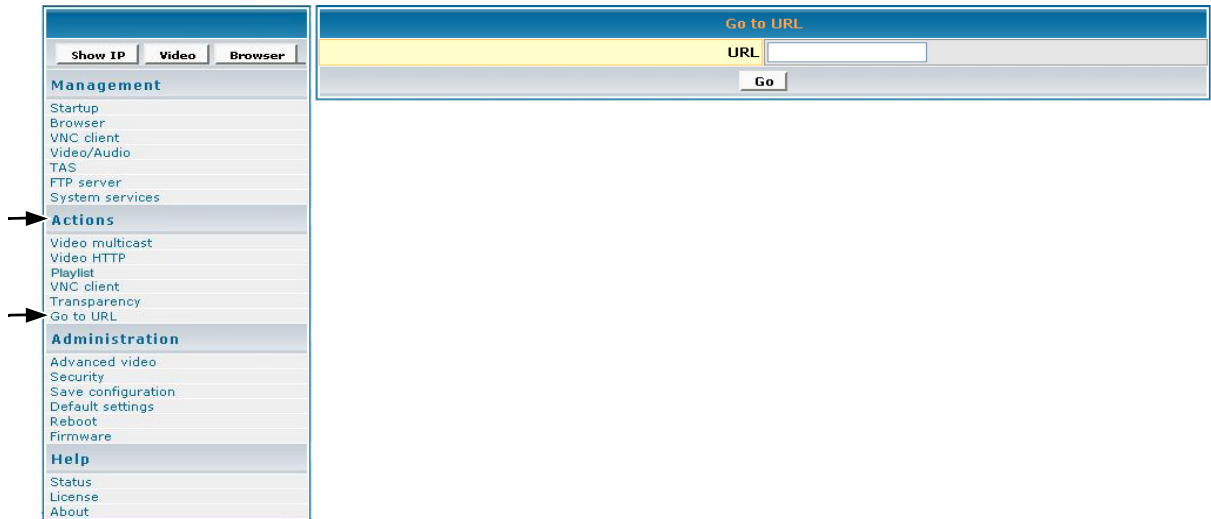 Show IP Video Browser
Management
Startup
Browser
VNC client
Video/Audio
TAS
FTP server
System services
Actions
Video multicast
Video HTTP
Playlist
VNC client
Transparency
Go to URL
Administration
Advanced video
Security
Save configuration
Default settings
Reboot
Firmware
Help
Status
License
About
Go to URL
URL
Go